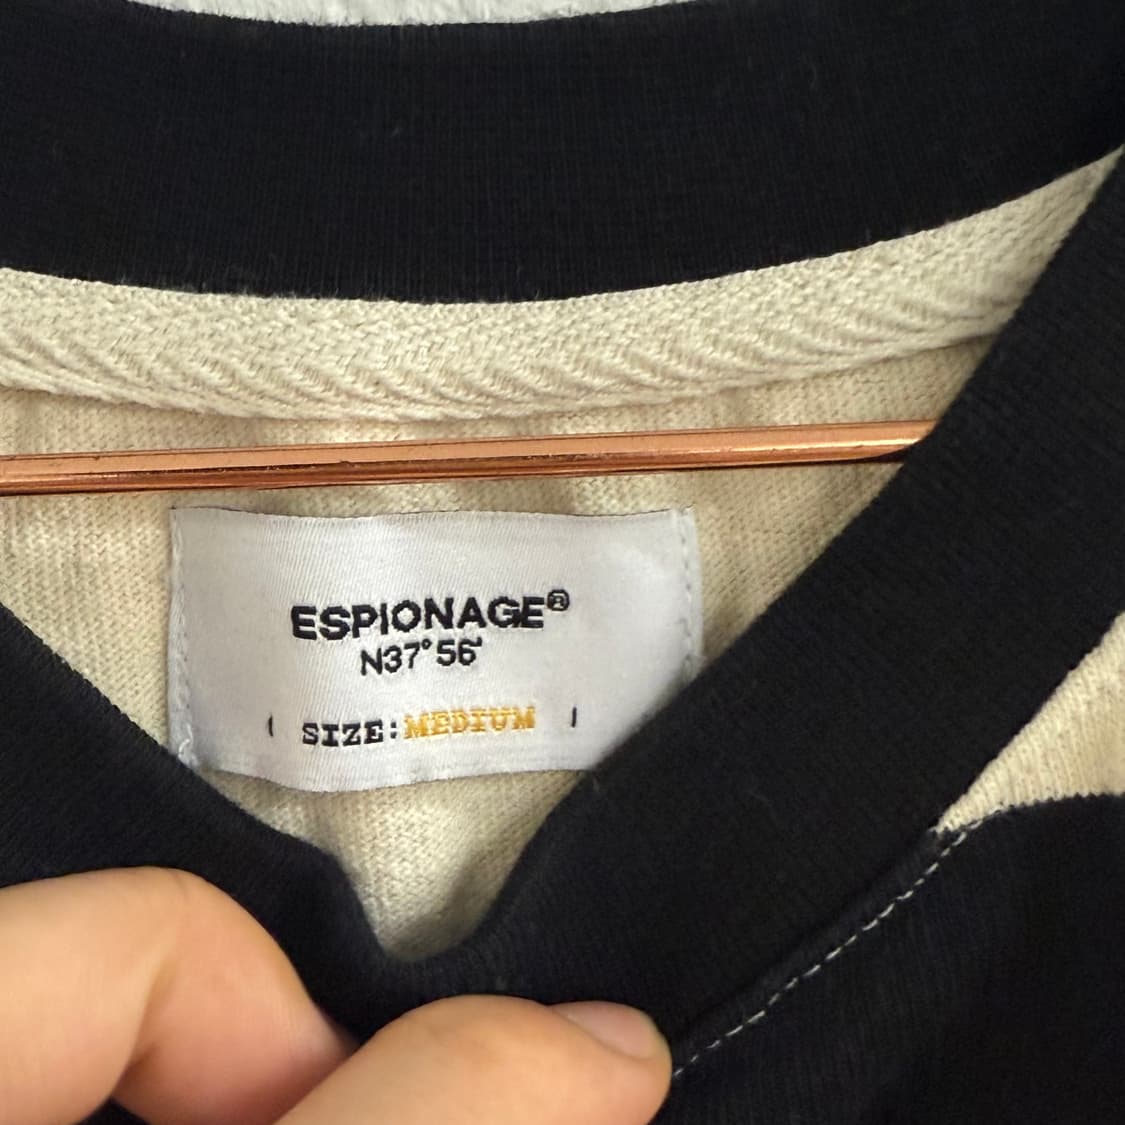 ESPIONAGE®
N37° 56'
( SIZE:MEDIUM )